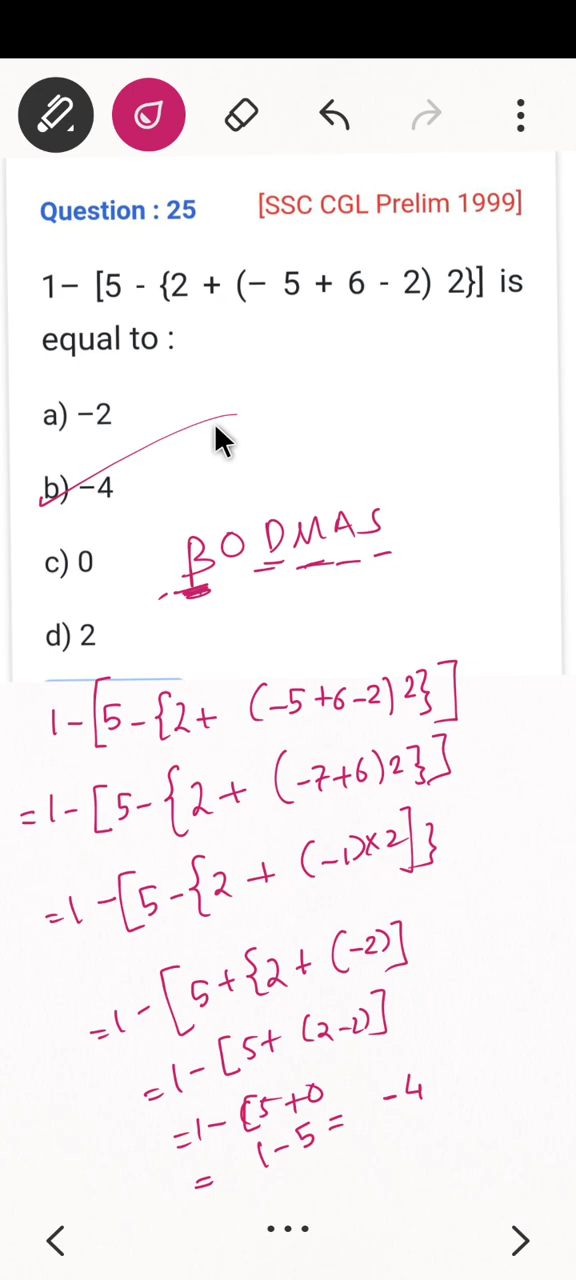 Question : 25 [SSC CGL Prelim 1999]
1– [5 - {2 + (– 5 + 6 - 2) 2}] is
equal to :
a) –2
b) –4
c) 0
d) 2
BODMAS
1-[5-{2+ (-5+6-2)2}]
=1-[5-{2+ (-7+6)2}]
=1-[5-{2+ (-1)×2]}
=1-[5+{2+(-2)]
=1-[5+ (2-2)]
=1-[5+0
= 1-5= -4